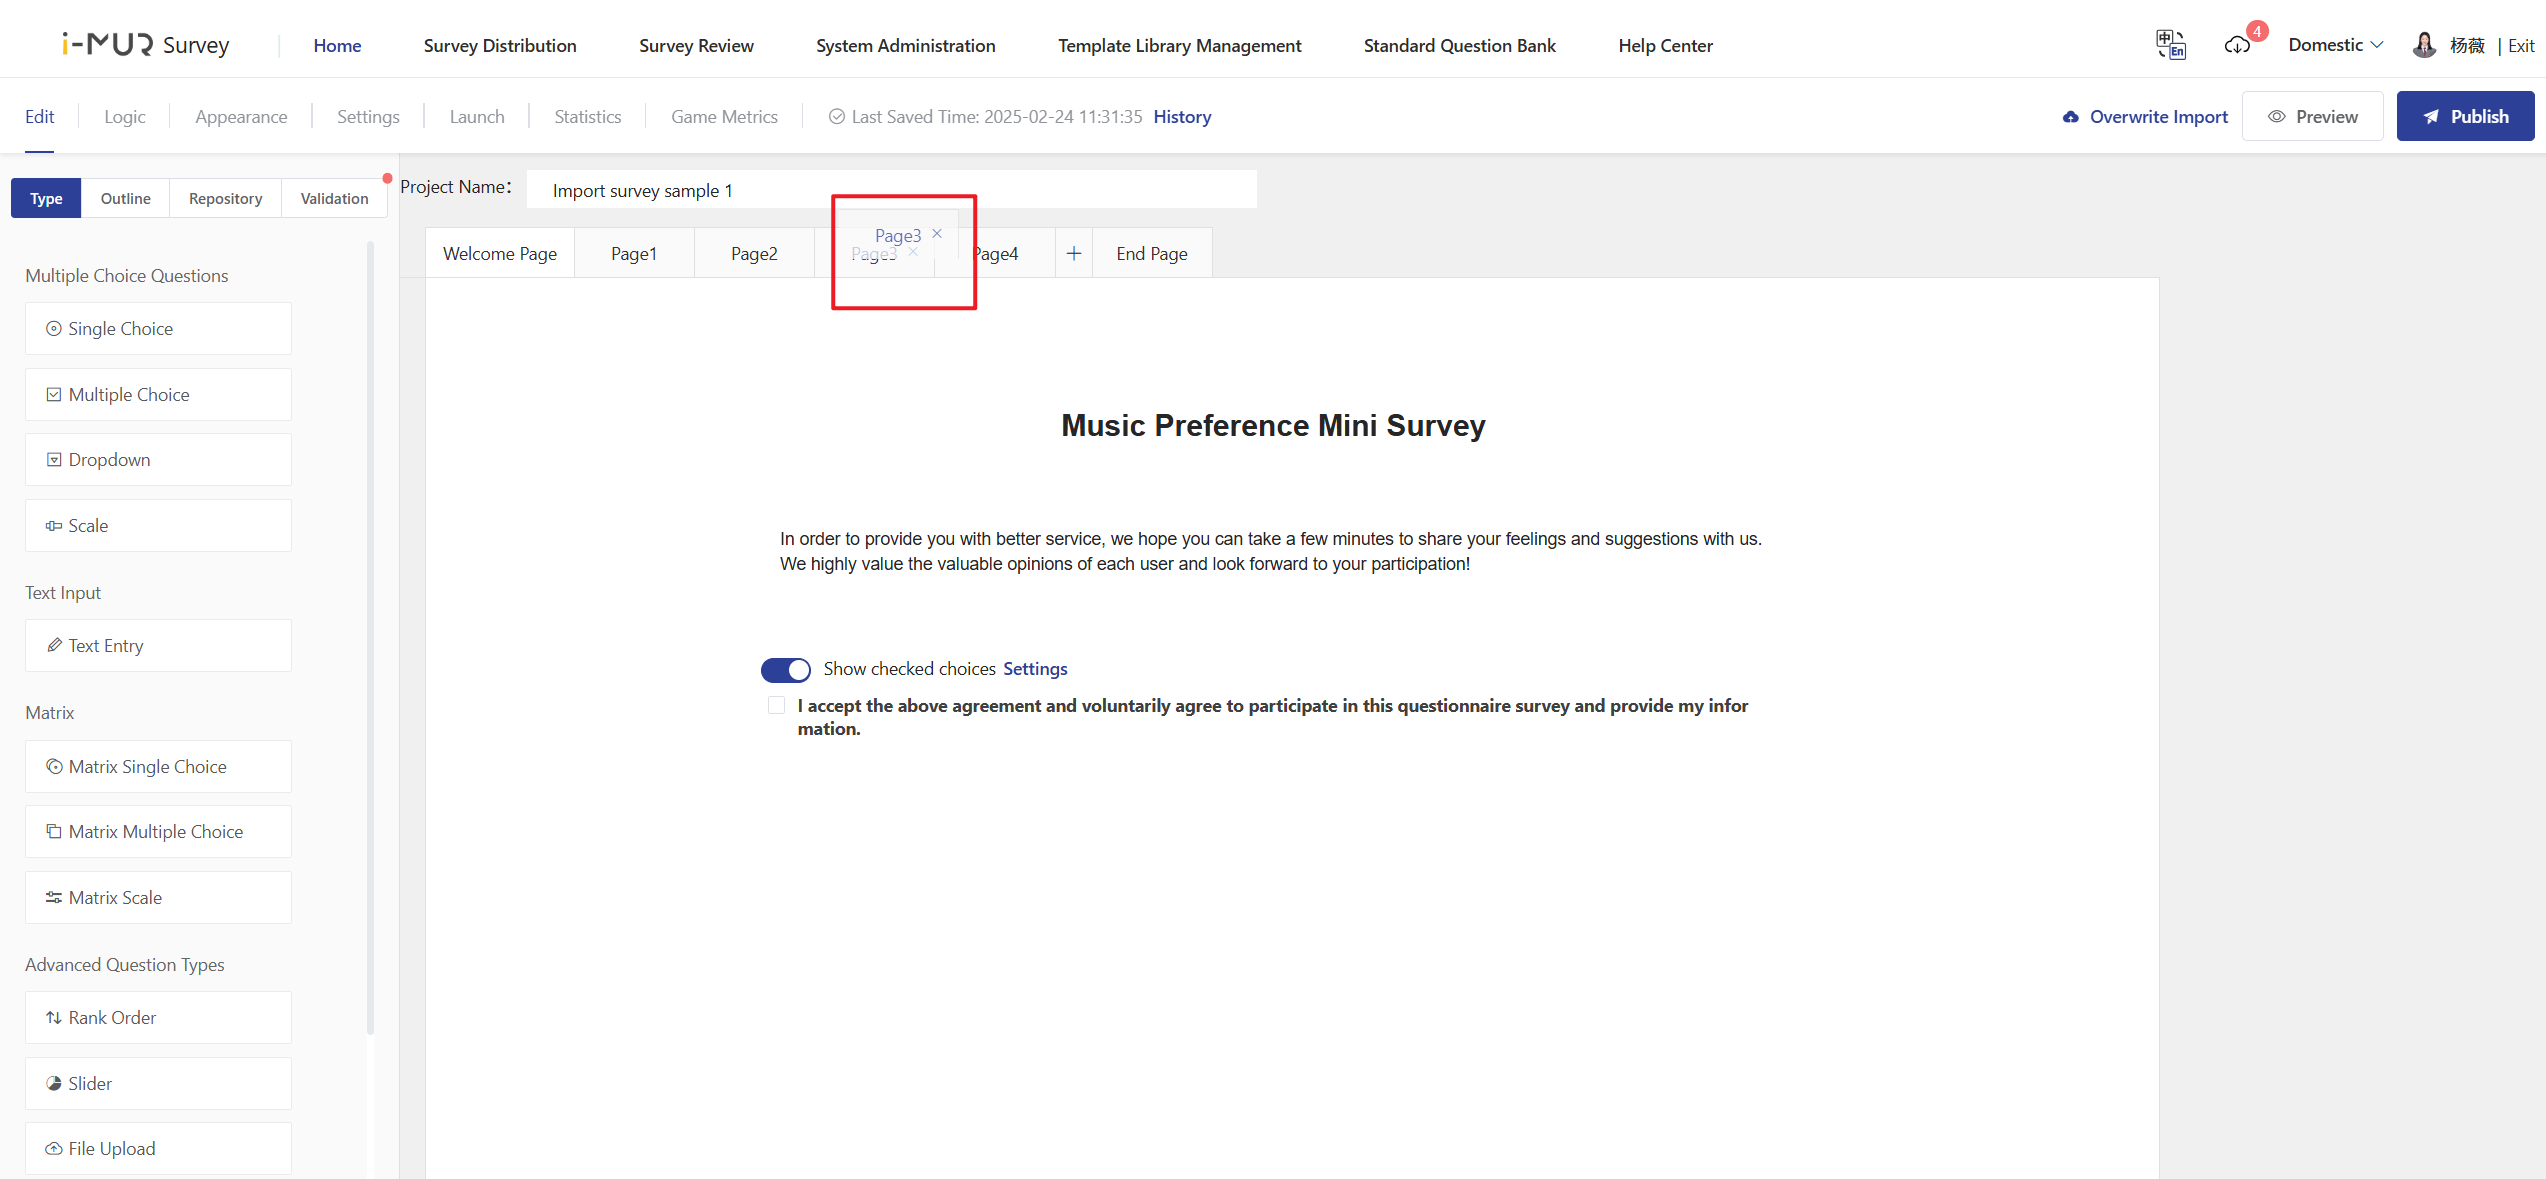 i-MUR Survey
Home
Survey Distribution
Survey Review
System Administration
Template Library Management
Standard Question Bank
Help Center
中 En
4
Domestic
杨薇 | Exit
Edit
Logic
Appearance
Settings
Launch
Statistics
Game Metrics
Last Saved Time: 2025-02-24 11:31:35 History
Overwrite Import
Preview
Publish
Type
Outline
Repository
Validation
Project Name：
Import survey sample 1
Page3
Welcome Page
Page1
Page2
Page3
Page4
+
End Page
Multiple Choice Questions
Single Choice
Multiple Choice
Dropdown
Scale
Text Input
Text Entry
Matrix
Matrix Single Choice
Matrix Multiple Choice
Matrix Scale
Advanced Question Types
Rank Order
Slider
File Upload
Music Preference Mini Survey
In order to provide you with better service, we hope you can take a few minutes to share your feelings and suggestions with us.
We highly value the valuable opinions of each user and look forward to your participation!
Show checked choices Settings
I accept the above agreement and voluntarily agree to participate in this questionnaire survey and provide my infor
mation.